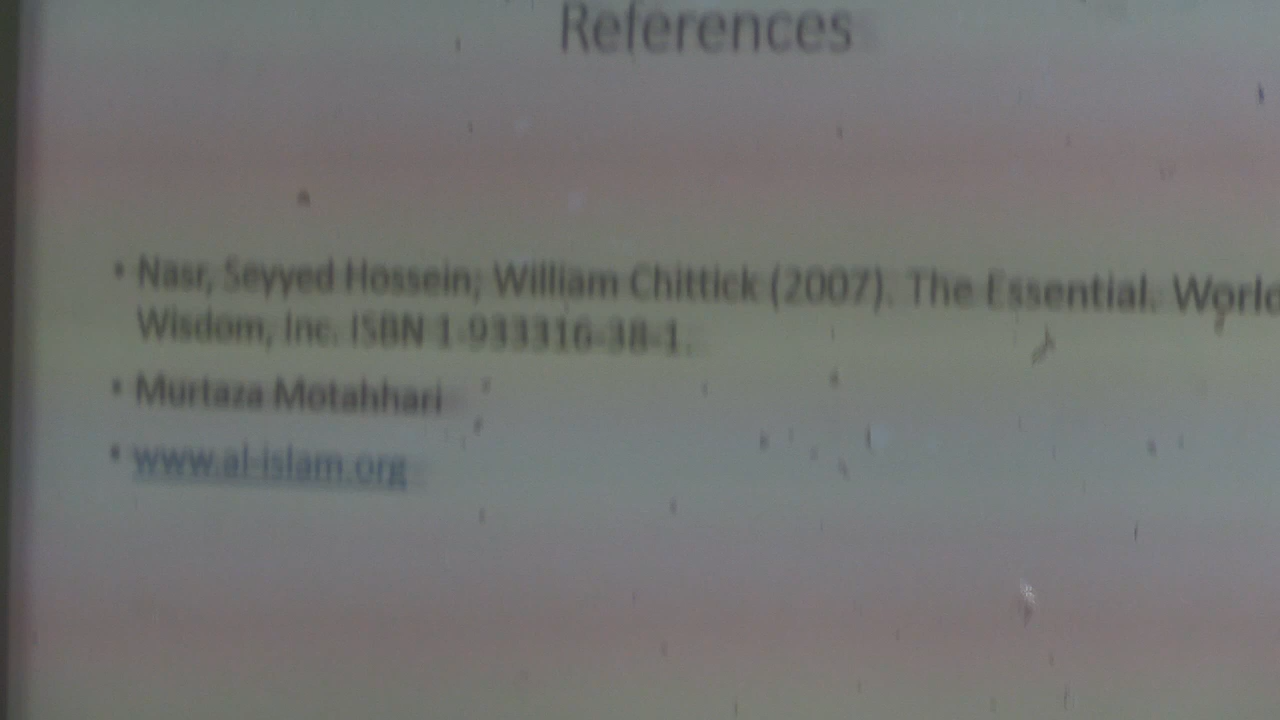 References
• Nasr, Seyyed Hossein; William Chittick (2007). The Essential. World
Wisdom, Inc. ISBN 1-933316-38-1.
• Murtaza Motahhari
• www.al-islam.org